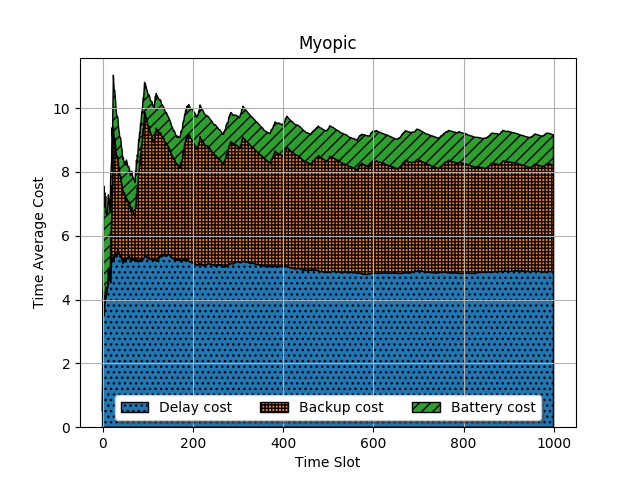 Myopic
Time Average Cost
10
8
6
4
2
0
Delay cost
Backup cost
Battery cost
0 200 400 600 800 1000
Time Slot